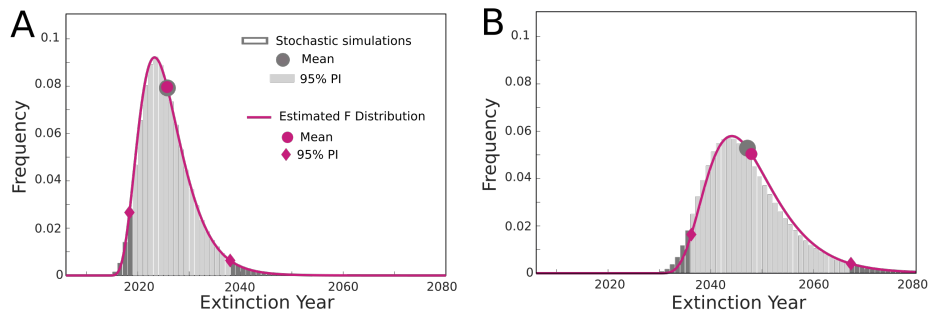 A
Frequency
0.1
0.08
0.06
0.04
0.02
0
2020
2040
2060
2080
Extinction Year
Stochastic simulations
Mean
95% PI
Estimated F Distribution
Mean
95% PI
B
Frequency
0.1
0.08
0.06
0.04
0.02
0
2020
2040
2060
2080
Extinction Year